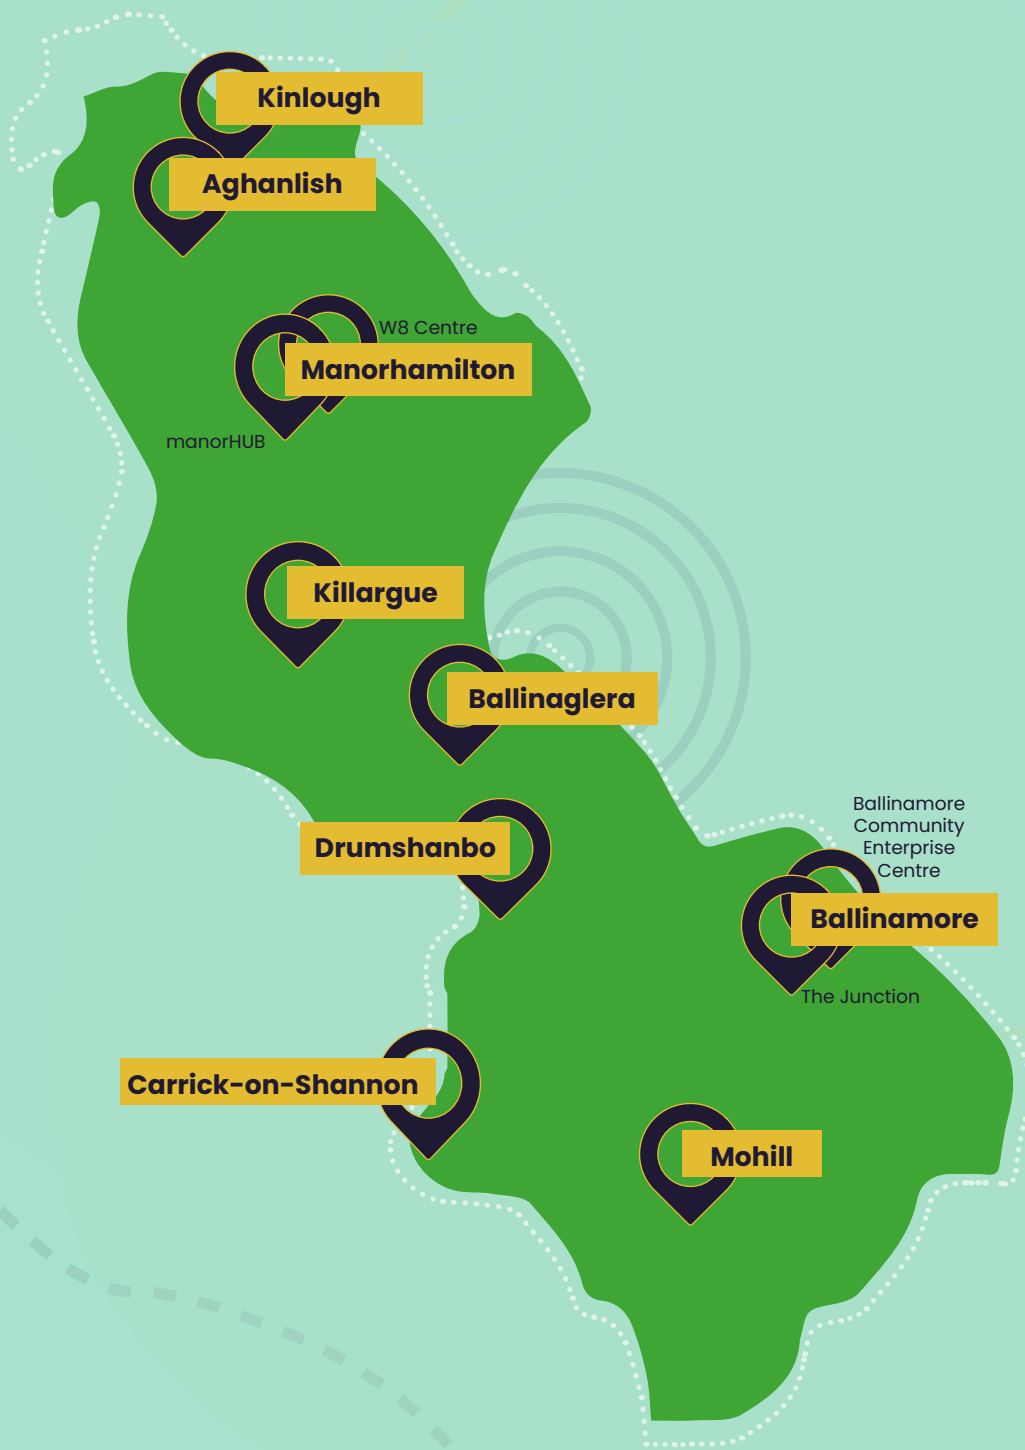 Kinlough
Aghanlish
W8 Centre
Manorhamilton
manorHUB
Killargue
Ballinaglera
Drumshanbo
Ballinamore
Community
Enterprise
Centre
Ballinamore
The Junction
Carrick-on-Shannon
Mohill